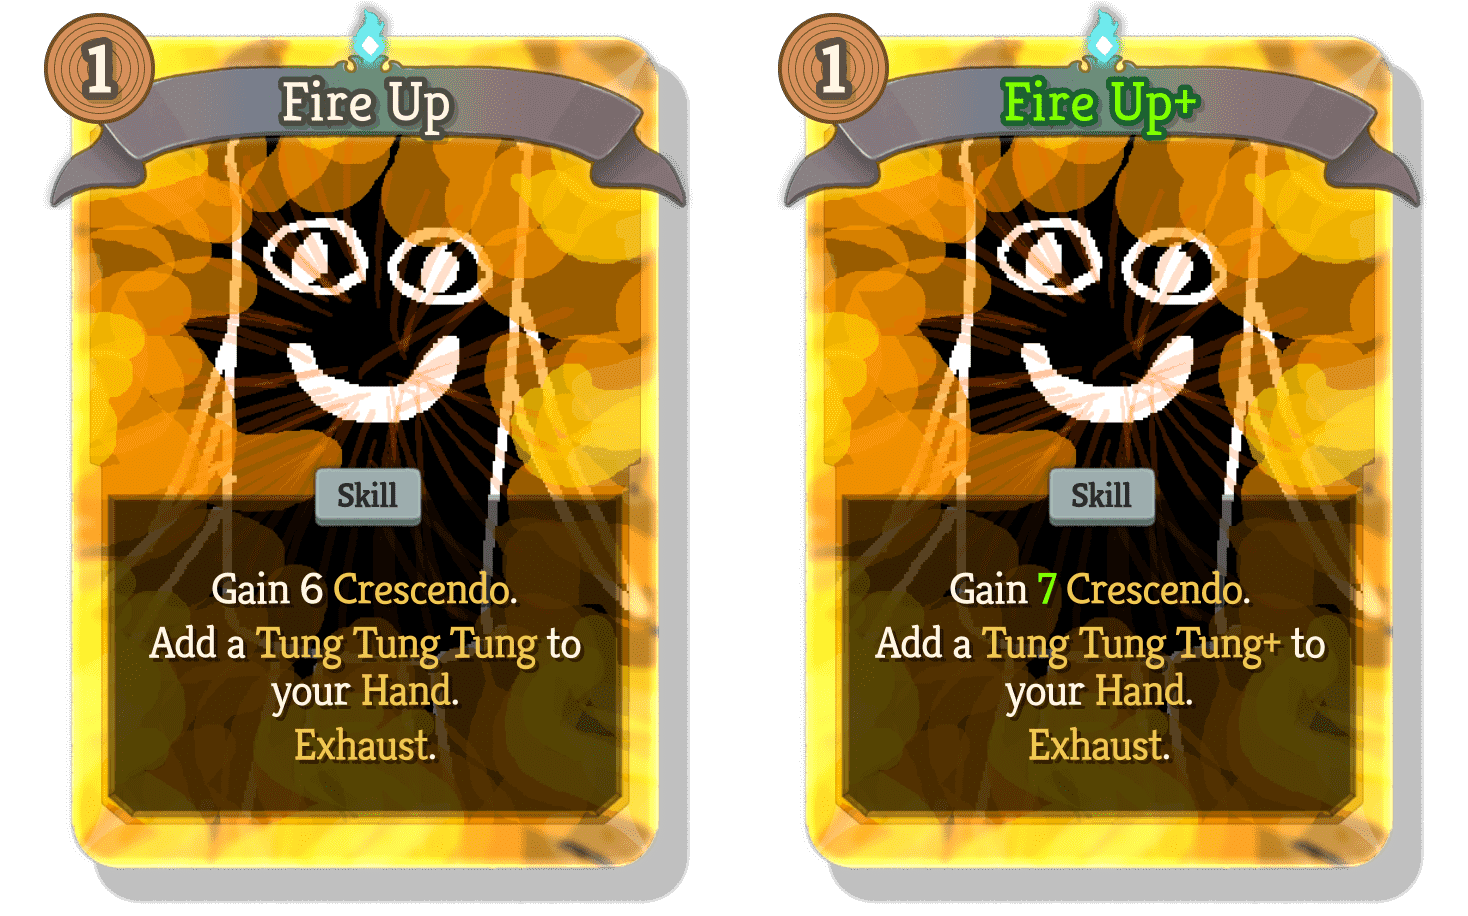 1
Fire Up
Skill
Gain 6 Crescendo.
Add a Tung Tung Tung to
your Hand.
Exhaust.
1
Fire Up+
Skill
Gain 7 Crescendo.
Add a Tung Tung Tung+ to
your Hand.
Exhaust.